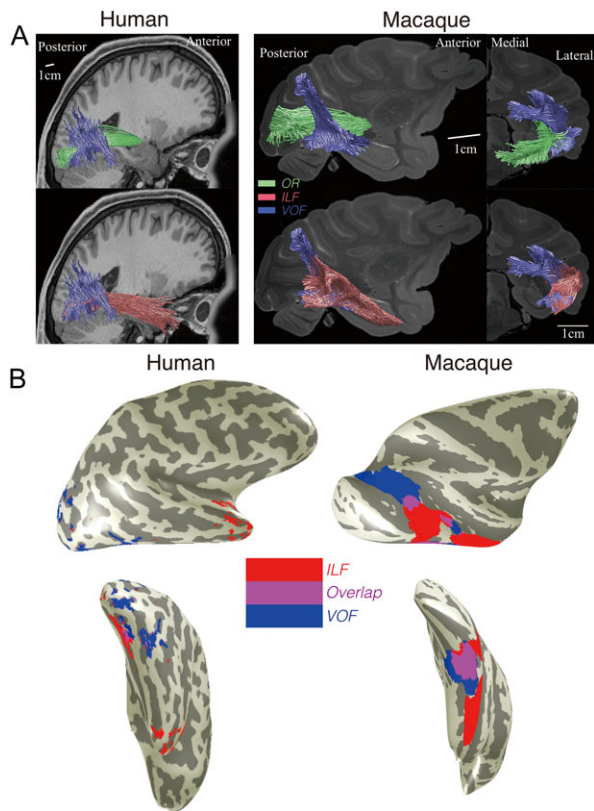 Human
Macaque
A
Posterior
Anterior
1cm
Posterior
Anterior
Medial
Lateral
1cm
OR
ILF
VOF
1cm
B
Human
Macaque
ILF
Overlap
VOF